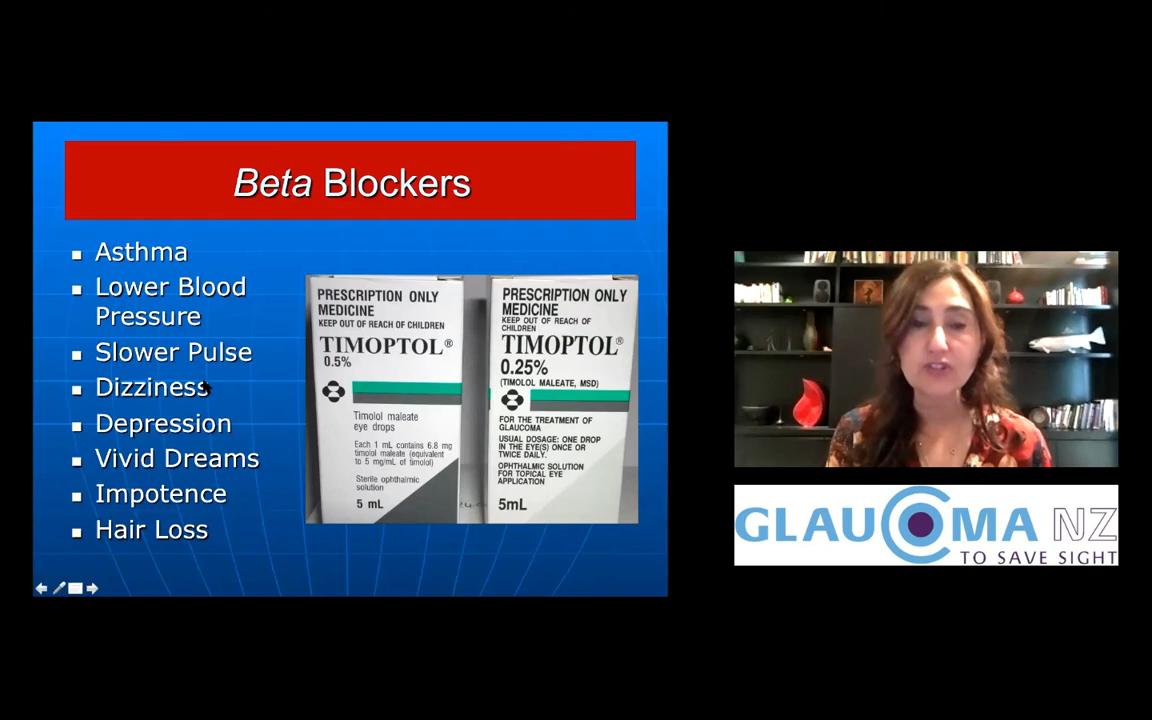 Beta Blockers
Asthma
Lower Blood
Pressure
Slower Pulse
Dizziness
Depression
Vivid Dreams
Impotence
Hair Loss
PRESCRIPTION ONLY
MEDICINE
KEEP OUT OF REACH OF CHILDREN
TIMOPTOL®
0.5%
Timolol maleate
eye drops
Each 1 mL contains 6.8 mg
timolol maleate (equivalent
to 5 mg/mL of timolol)
Sterile ophthalmic
solution
5 mL
PRESCRIPTION ONLY
MEDICINE
KEEP OUT OF REACH OF
CHILDREN
TIMOPTOL®
0.25%
(TIMOLOL MALEATE, MSD)
FOR THE TREATMENT OF
GLAUCOMA
USUAL DOSAGE: ONE DROP
IN THE EYE(S) ONCE OR
TWICE DAILY.
OPHTHALMIC SOLUTION
FOR TOPICAL EYE
APPLICATION
5mL
GLAUCOMA NZ
TO SAVE SIGHT